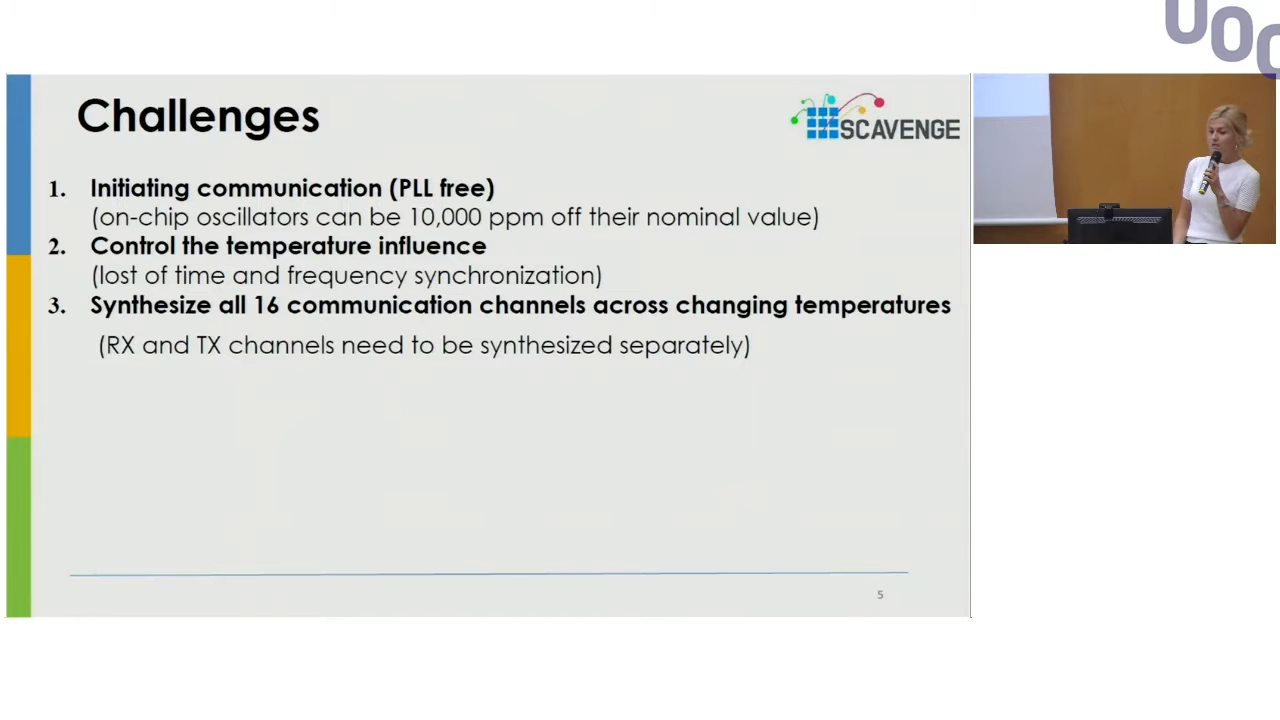 UOC
Challenges
SCAVENGE
1. Initiating communication (PLL free)
(on-chip oscillators can be 10,000 ppm off their nominal value)
2. Control the temperature influence
(lost of time and frequency synchronization)
3. Synthesize all 16 communication channels across changing temperatures
(RX and TX channels need to be synthesized separately)
5